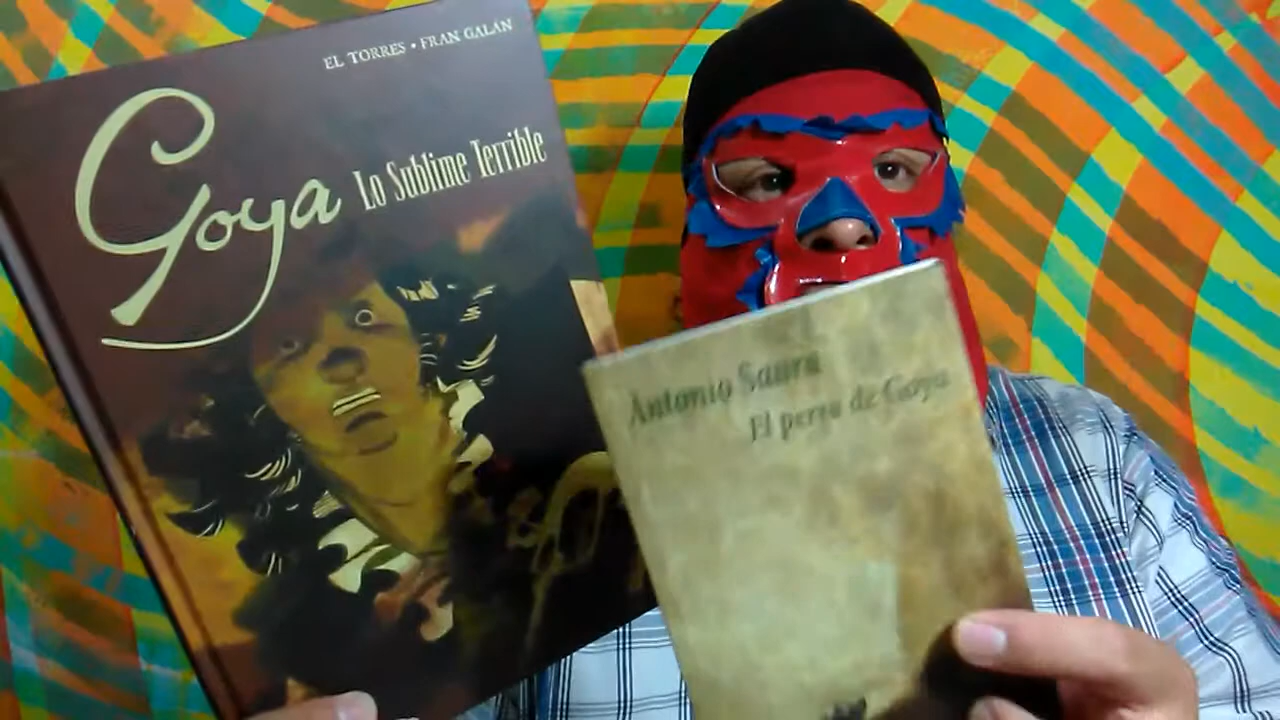 EL TORRES • FRAN GALÁN
Goya
Lo Sublime Terrible
Antonio Saura
El perro de Goya